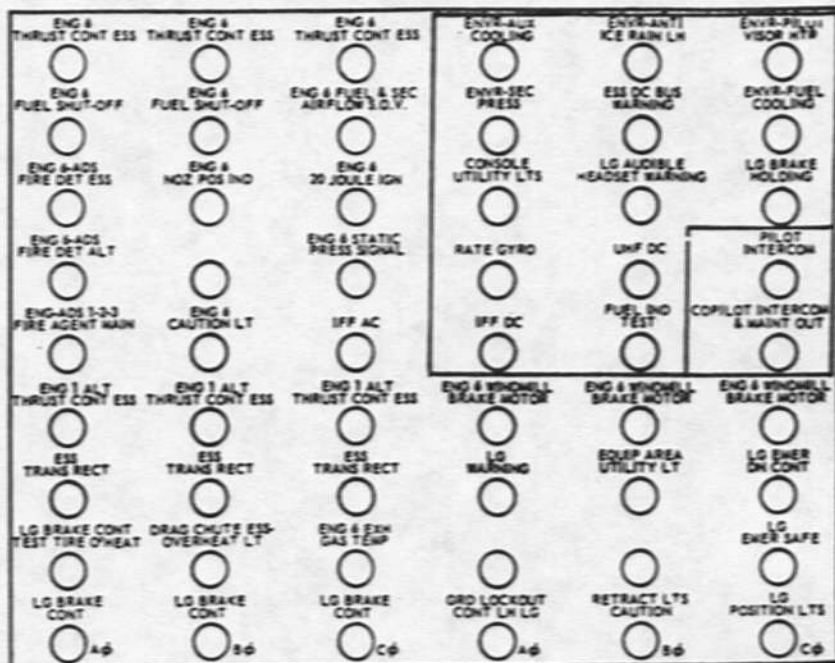 ENG 6 THRUST CONT ESS
ENG 6 THRUST CONT ESS
ENG 6 THRUST CONT ESS
ENVR-AUX COOLING
ENVR-ANTI ICE RAIN LH
ENVR-PILOT VISOR HTR
ENG 6 FUEL SHUT-OFF
ENG 6 FUEL SHUT-OFF
ENG 6 FUEL & SEC AIRFLOW S.O.V.
ENVR-SEC PRESS
ESS DC BUS WARNING
ENVR-FUEL COOLING
ENG 6-ADS FIRE DET ESS
ENG 6 NOZ POS IND
ENG 6 20 JOULE IGN
CONSOLE UTILITY LTS
LG AUDIBLE HEADSET WARNING
LG BRAKE HOLDING
ENG 6-ADS FIRE DET ALT
ENG 6 STATIC PRESS SIGNAL
RATE GYRO
UHF DC
PILOT INTERCOM
ENG-ADS 1-2-3 FIRE AGENT MAIN
ENG 6 CAUTION LT
IFF AC
IFF DC
FUEL IND TEST
COPILOT INTERCOM & MAINT OUT
ENG 1 ALT THRUST CONT ESS
ENG 1 ALT THRUST CONT ESS
ENG 1 ALT THRUST CONT ESS
ENG 6 WINDMILL BRAKE MOTOR
ENG 6 WINDMILL BRAKE MOTOR
ENG 6 WINDMILL BRAKE MOTOR
ESS TRANS RECT
ESS TRANS RECT
ESS TRANS RECT
LG WARNING
EQUIP AREA UTILITY LT
LG EMER DN CONT
LG BRAKE CONT TEST TIRE O'HEAT
DRAG CHUTE ESS- OVERHEAT LT
ENG 6 EXH GAS TEMP
LG EMER SAFE
LG BRAKE CONT
LG BRAKE CONT
LG BRAKE CONT
GRD LOCKOUT CONT LH LG
RETRACT LTS CAUTION
LG POSITION LTS
Aϕ
Bϕ
Cϕ
Aϕ
Bϕ
Cϕ